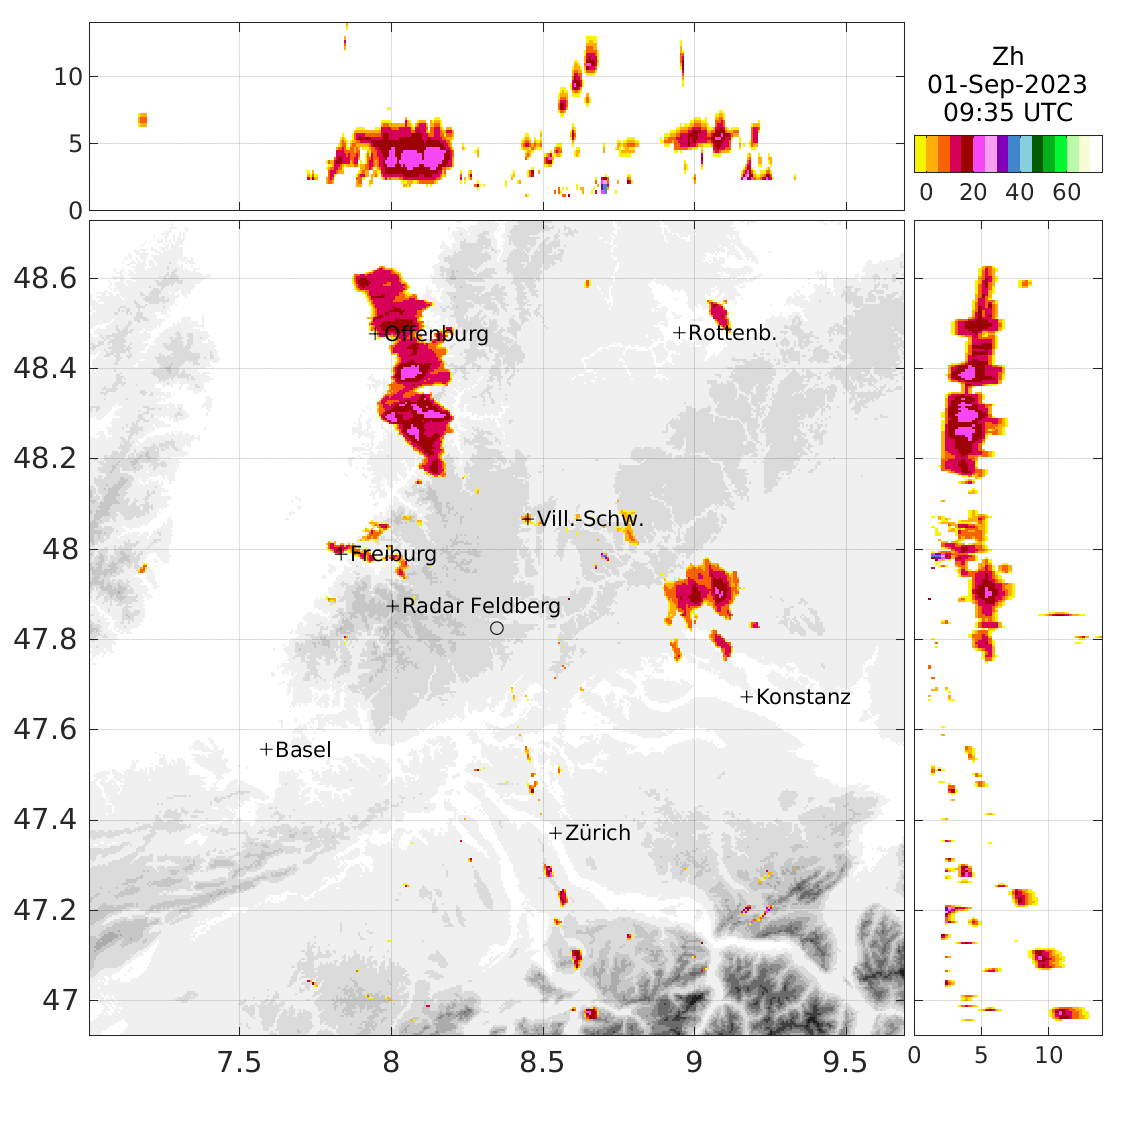 10
5
0
Zh
01-Sep-2023
09:35 UTC
0 20 40 60
48.6
48.4
48.2
48
47.8
47.6
47.4
47.2
47
Offenburg
Rottenb.
Vill.-Schw.
Freiburg
Radar Feldberg
Konstanz
Basel
Zürich
7.5 8 8.5 9 9.5
0 5 10